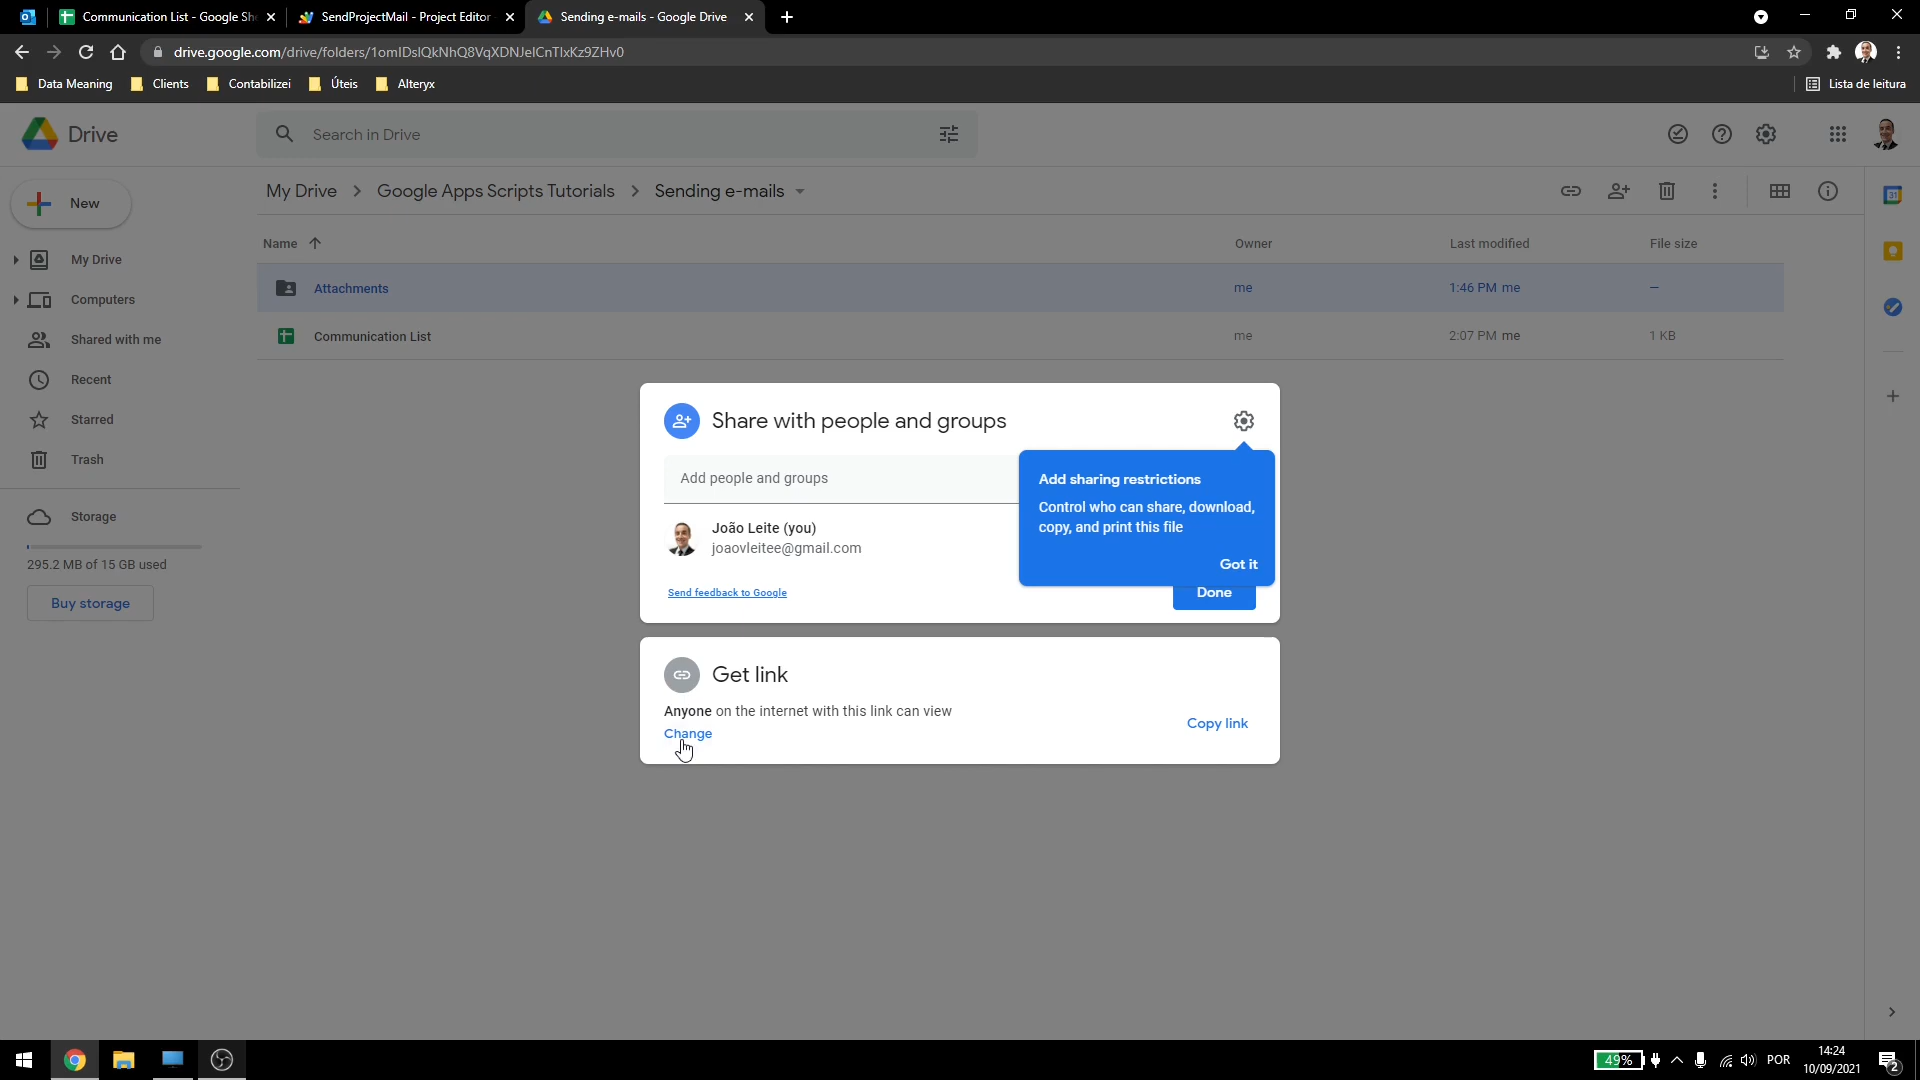 Communication List - Google She
SendProjectMail - Project Editor
Sending e-mails - Google Drive
drive.google.com/drive/folders/1omIDsIQkNhQ8VqXDNJeICnTIxKz9ZHv0
Data Meaning
Clients
Contabilizei
Úteis
Alteryx
Lista de leitura
Drive
Search in Drive
New
My Drive
Google Apps Scripts Tutorials
Sending e-mails
31
Name
Owner
Last modified
File size
My Drive
Attachments
me
1:46 PM me
—
Computers
Communication List
me
2:07 PM me
1 KB
Shared with me
Recent
Starred
Trash
Storage
295.2 MB of 15 GB used
Buy storage
Share with people and groups
Add people and groups
Add sharing restrictions
Control who can share, download,
copy, and print this file
Got it
João Leite (you)
joaovleitee@gmail.com
Send feedback to Google
Done
Get link
Anyone on the internet with this link can view
Change
Copy link
49%
POR
14:24
10/09/2021
2